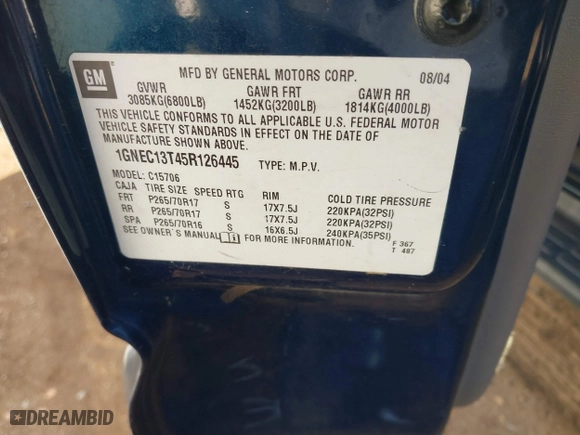 GM
MFD BY GENERAL MOTORS CORP. 08/04
GVWR GAWR FRT GAWR RR
3085KG(6800LB) 1452KG(3200LB) 1814KG(4000LB)
THIS VEHICLE CONFORMS TO ALL APPLICABLE U.S. FEDERAL MOTOR
VEHICLE SAFETY STANDARDS IN EFFECT ON THE DATE OF
MANUFACTURE SHOWN ABOVE.
1GNEC13T45R126445 TYPE: M.P.V.
MODEL: C15706
CAJA TIRE SIZE SPEED RTG RIM COLD TIRE PRESSURE
FRT P265/70R17 S 17X7.5J 220KPA(32PSI)
RR P265/70R17 S 17X7.5J 220KPA(32PSI)
SPA P265/70R16 S 16X6.5J 240KPA(35PSI)
SEE OWNER'S MANUAL FOR MORE INFORMATION.
F 367
T 487
DREAMBID